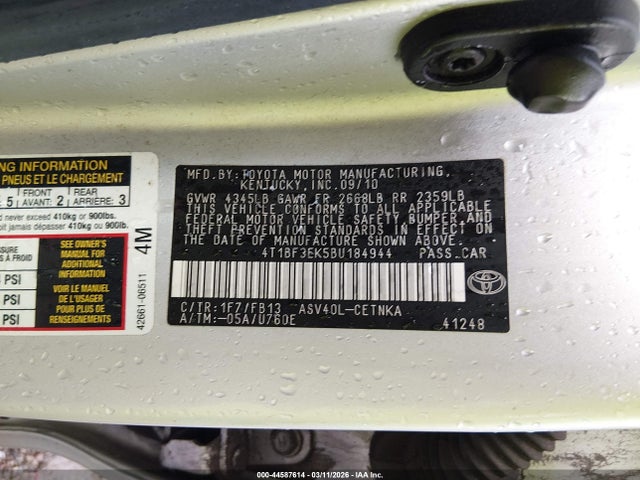 NG INFORMATION
PNEUS ET LE CHARGEMENT
5 FRONT AVANT: 2 REAR ARRIÈRE: 3
never exceed 410kg or 900lbs.
jamais dépasser 410kg ou 900lbs.
SEE OWNER'S
MANUAL
FOR ADDITIONAL
INFORMATION
VOIR LE MANUEL
DE L'USAGER
POUR PLUS DE
RENSEIGNEMENTS
PSI
PSI
PSI
4M
42661-06511
MFD.BY:TOYOTA MOTOR MANUFACTURING,
KENTUCKY,INC.09/10
GVWR 4345LB GAWR FR 2668LB RR 2359LB
THIS VEHICLE CONFORMS TO ALL APPLICABLE
FEDERAL MOTOR VEHICLE SAFETY,BUMPER,AND
THEFT PREVENTION STANDARDS IN EFFECT ON
THE DATE OF MANUFACTURE SHOWN ABOVE.
4T1BF3EK5BU184944 PASS.CAR
C/TR:1F7/FB13 ASV40L-CETNKA
A/TM:-05A/U760E
41248
TOYOTA
000-44587614 - 03/11/2026 - IAA Inc.